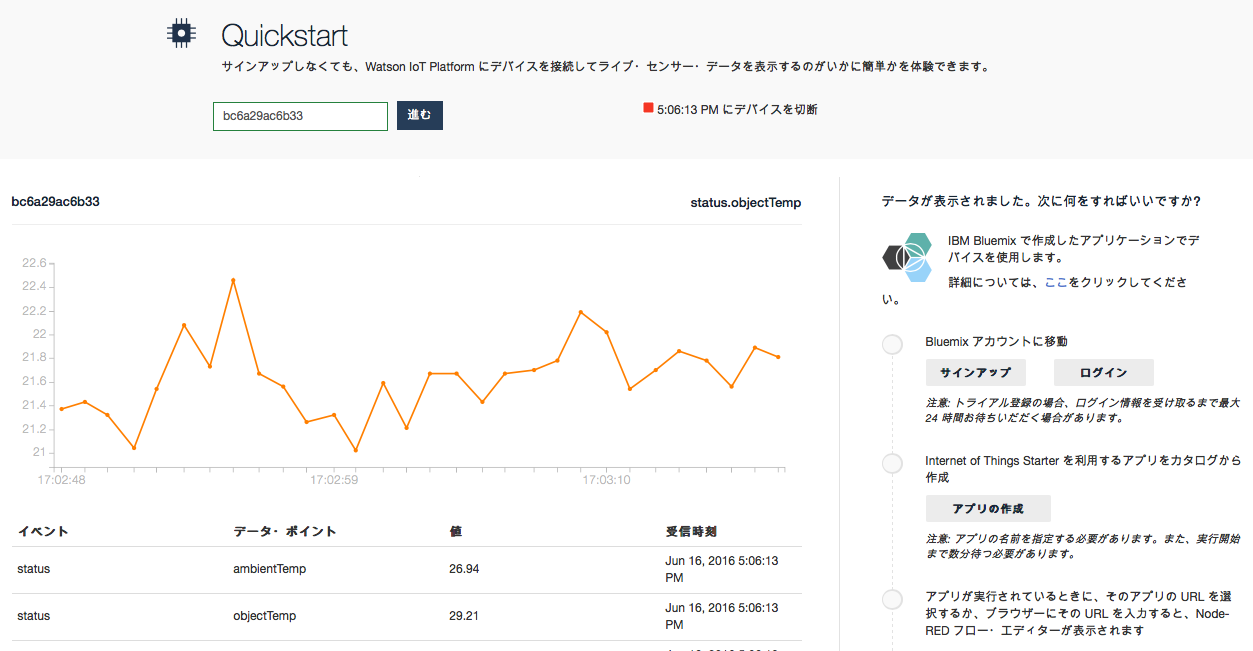 Quickstart
サインアップしなくても、Watson IoT Platform にデバイスを接続してライブ・センサー・データを表示するのがいかに簡単かを体験できます。
bc6a29ac6b33
進む
5:06:13 PM にデバイスを切断
bc6a29ac6b33
status.objectTemp
22.6
22.4
22.2
22
21.8
21.6
21.4
21.2
21
17:02:48
17:02:59
17:03:10
イベント データ・ポイント 値 受信時刻
status ambientTemp 26.94 Jun 16, 2016 5:06:13
PM
status objectTemp 29.21 Jun 16, 2016 5:06:13
PM
データが表示されました。次に何をすればいいですか?
IBM Bluemix で作成したアプリケーションでデ
バイスを使用します。
詳細については、ここをクリックしてくださ
い。
Bluemix アカウントに移動
サインアップ
ログイン
注意: トライアル登録の場合、ログイン情報を受け取るまで最大
24 時間お待ちいだだく場合があります。
Internet of Things Starter を利用するアプリをカタログから
作成
アプリの作成
注意: アプリの名前を指定する必要があります。また、実行開始
まで数分待つ必要があります。
アプリが実行されているときに、そのアプリの URL を選
択するか、ブラウザーにその URL を入力すると、Node-
RED フロー・エディターが表示されます